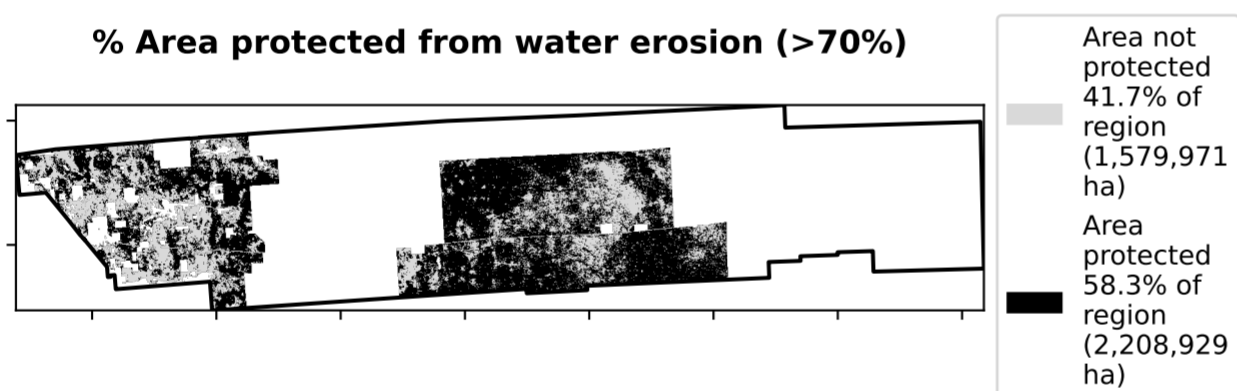 % Area protected from water erosion (>70%)
Area not
protected
41.7% of
region
(1,579,971
ha)
Area
protected
58.3% of
region
(2,208,929
ha)